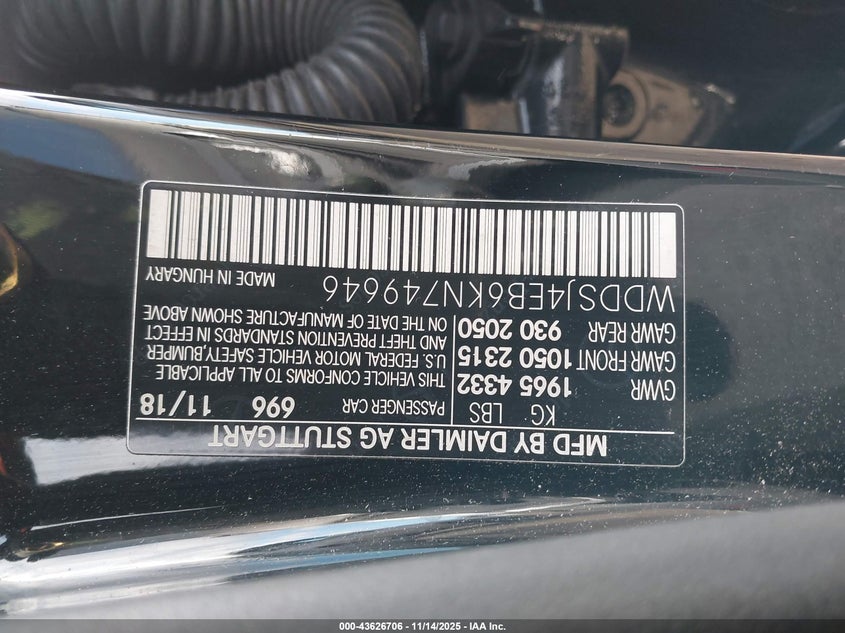 MFD BY DAIMLER AG STUTTGART
KG LBS PASSENGER CAR 696 11/18
GVWR 1965 4332 THIS VEHICLE CONFORMS TO ALL APPLICABLE
GAWR FRONT 1050 2315 U.S. FEDERAL MOTOR VEHICLE SAFETY,BUMPER
AND THEFT PREVENTION STANDARDS IN EFFECT
GAWR REAR 930 2050 ON THE DATE OF MANUFACTURE SHOWN ABOVE
WDDSJ4EB6KN749646 MADE IN HUNGARY
000-43626706 - 11/14/2025 - IAA Inc.